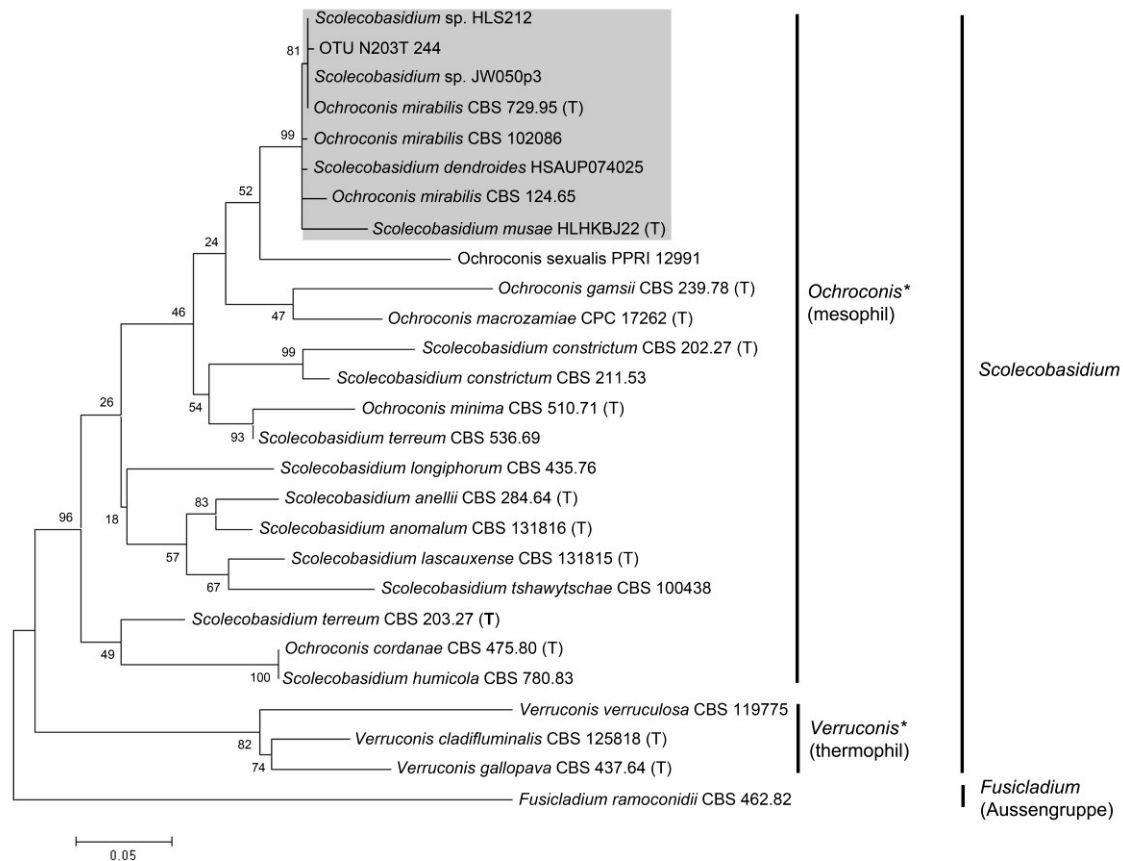 Scolecobasidium sp. HLS212
81
OTU N203T 244
Scolecobasidium sp. JW050p3
Ochroconis mirabilis CBS 729.95 (T)
99
Ochroconis mirabilis CBS 102086
Scolecobasidium dendroides HSAUP074025
52
Ochroconis mirabilis CBS 124.65
Scolecobasidium musae HLHKBJ22 (T)
24
Ochroconis sexualis PPRI 12991
Ochroconis gamsii CBS 239.78 (T)
46
47
Ochroconis macrozamiae CPC 17262 (T)
99
Scolecobasidium constrictum CBS 202.27 (T)
Scolecobasidium constrictum CBS 211.53
26
54
Ochroconis minima CBS 510.71 (T)
93
Scolecobasidium terreum CBS 536.69
Scolecobasidium longiphorum CBS 435.76
83
Scolecobasidium anellii CBS 284.64 (T)
96
18
Scolecobasidium anomalum CBS 131816 (T)
57
Scolecobasidium lascauxense CBS 131815 (T)
67
Scolecobasidium tshawytschae CBS 100438
Scolecobasidium terreum CBS 203.27 (T)
49
Ochroconis cordanae CBS 475.80 (T)
100
Scolecobasidium humicola CBS 780.83
Verruconis verruculosa CBS 119775
82
Verruconis cladifluminalis CBS 125818 (T)
74
Verruconis gallopava CBS 437.64 (T)
Fusicladium ramoconidii CBS 462.82
0.05
Ochroconis*
(mesophil)
Verruconis*
(thermophil)
Scolecobasidium
Fusicladium
(Aussengruppe)